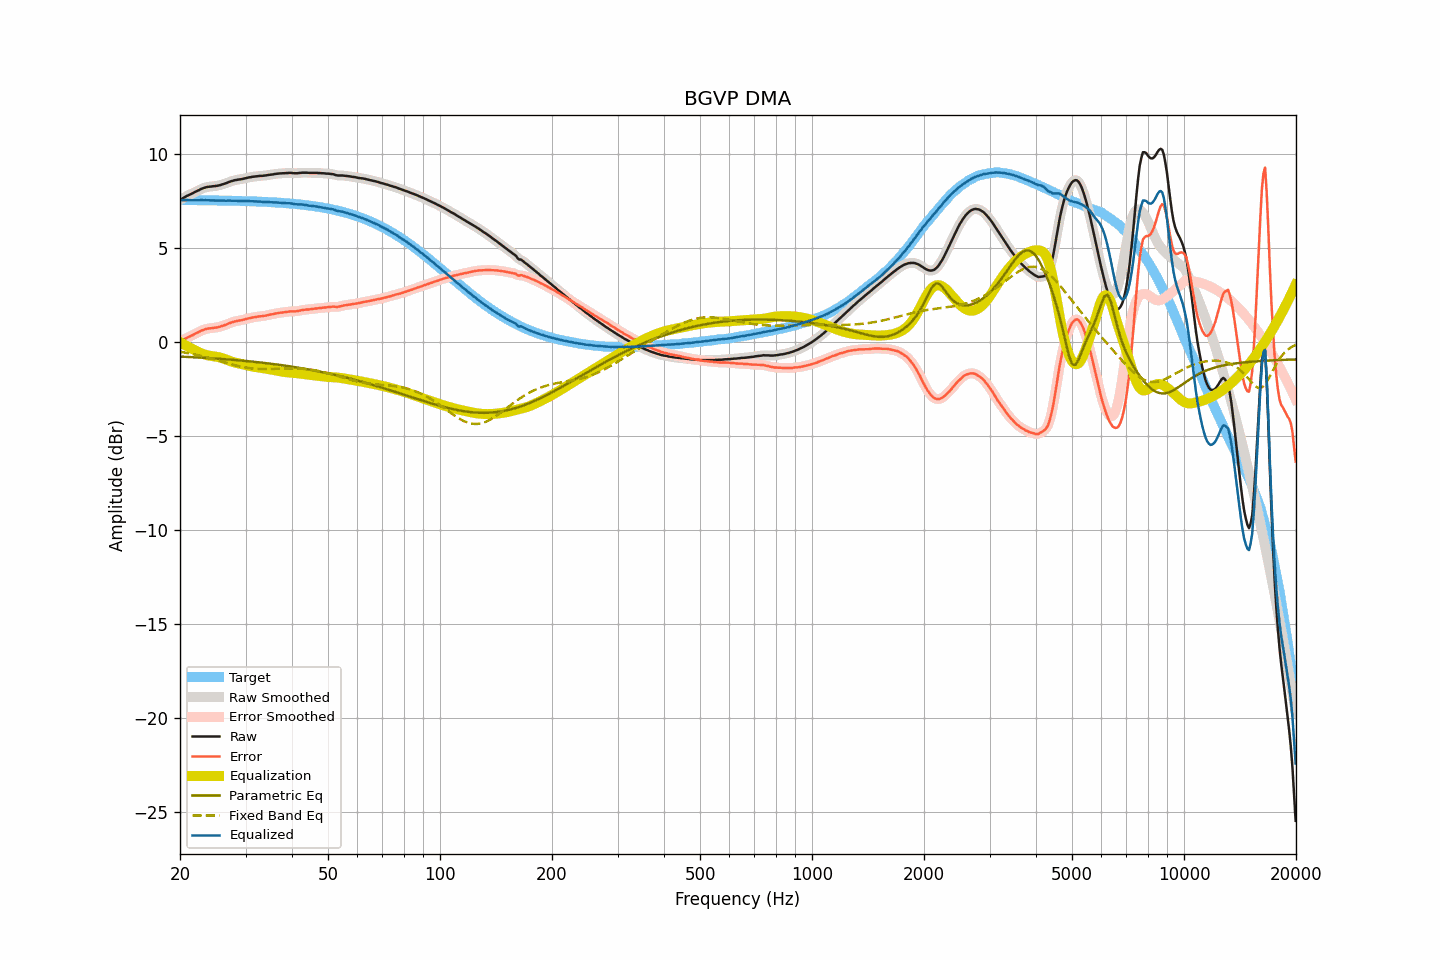 BGVP DMA
Amplitude (dBr)
10
5
0
−5
−10
−15
−20
−25
Target
Raw Smoothed
Error Smoothed
Raw
Error
Equalization
Parametric Eq
Fixed Band Eq
Equalized
20 50 100 200 500 1000 2000 5000 10000 20000
Frequency (Hz)